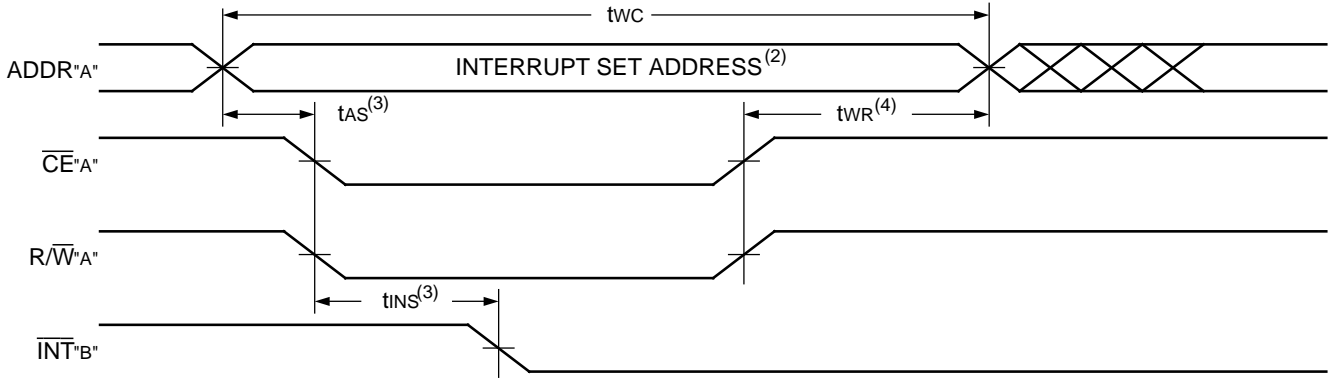 tWC
ADDR"A"
INTERRUPT SET ADDRESS(2)
tAS(3)
tWR(4)
CE"A"
R/W"A"
tINS(3)
INT"B"